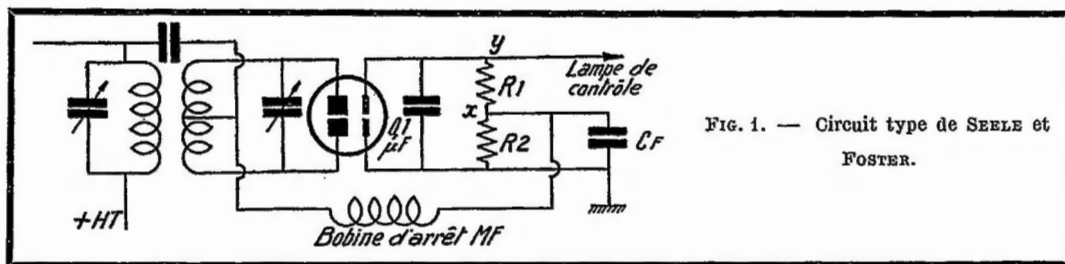 y
Lampe de
contrôle
R1
x
0,1
µF
R2
CF
+HT
Bobine d'arrêt MF
FIG. 1. — Circuit type de SEELE et
FOSTER.